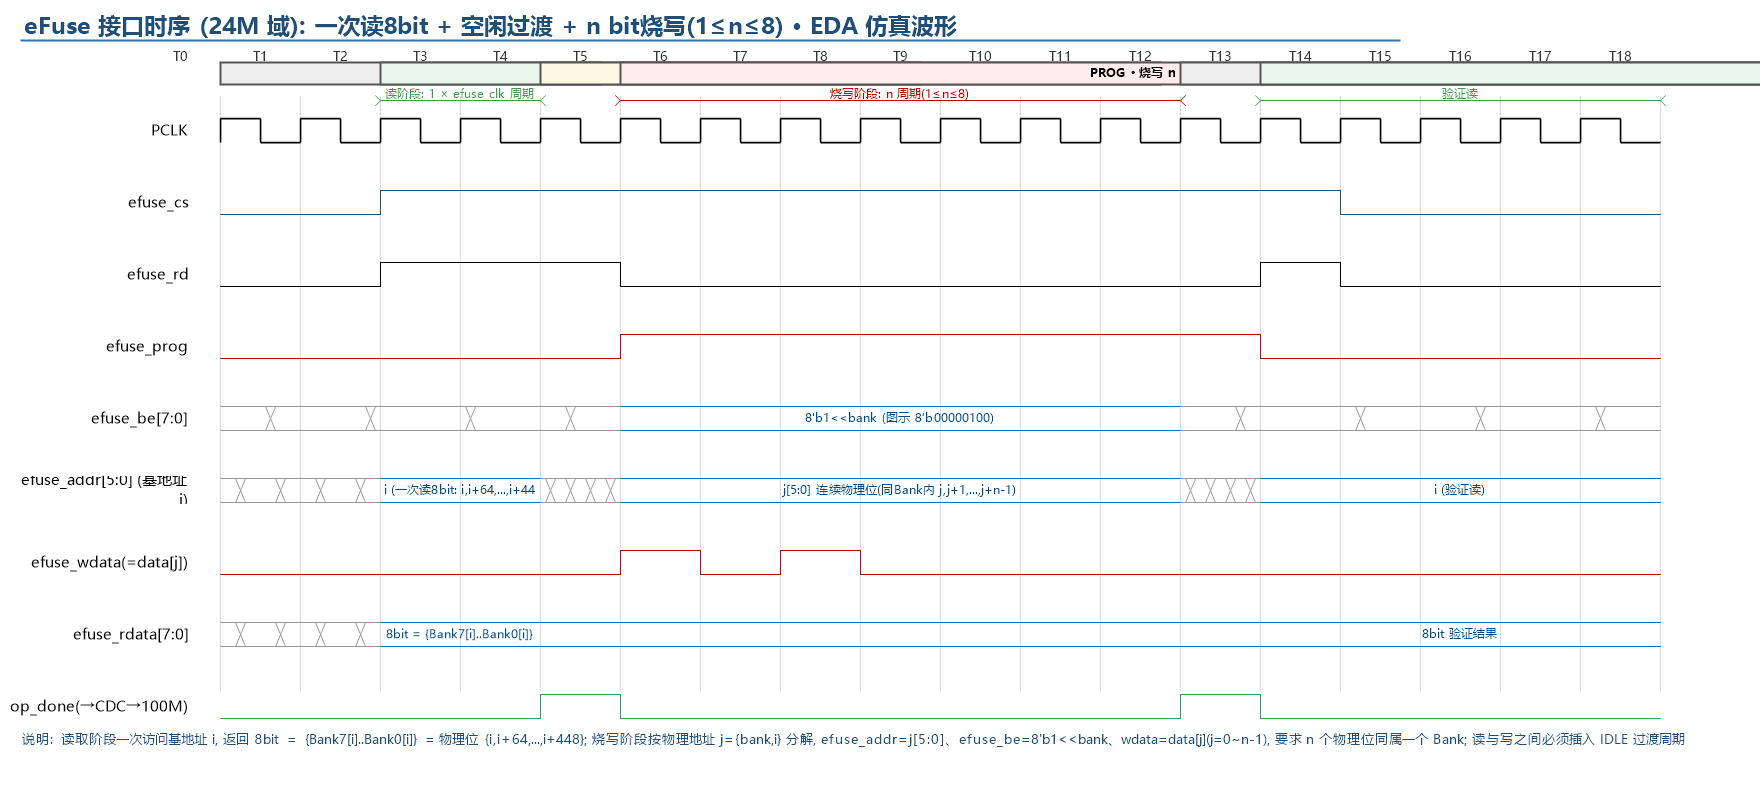 eFuse 接口时序 (24M 域): 一次读8bit + 空闲过渡 + n bit烧写(1≤n≤8) • EDA 仿真波形
T0 T1 T2 T3 T4 T5 T6 T7 T8 T9 T10 T11 T12 T13 T14 T15 T16 T17 T18
PROG • 烧写 n
读阶段: 1 × efuse_clk 周期 烧写阶段: n 周期(1≤n≤8) 验证读
PCLK
efuse_cs
efuse_rd
efuse_prog
efuse_be[7:0] 8'b1<<bank (图示 8'b00000100)
efuse_addr[5:0] (基地址
i)
i (一次读8bit: i,i+64,...,i+44 j[5:0] 连续物理位(同Bank内 j,j+1,...,j+n-1) i (验证读)
efuse_wdata(=data[j])
efuse_rdata[7:0] 8bit = {Bank7[i]..Bank0[i]} 8bit 验证结果
op_done(→CDC→100M)
说明: 读取阶段一次访问基地址 i, 返回 8bit = {Bank7[i]..Bank0[i]} = 物理位 {i,i+64,...,i+448}; 烧写阶段按物理地址 j={bank,i} 分解, efuse_addr=j[5:0]、efuse_be=8'b1<<bank、wdata=data[j](j=0~n-1), 要求 n 个物理位同属一个 Bank; 读与写之间必须插入 IDLE 过渡周期